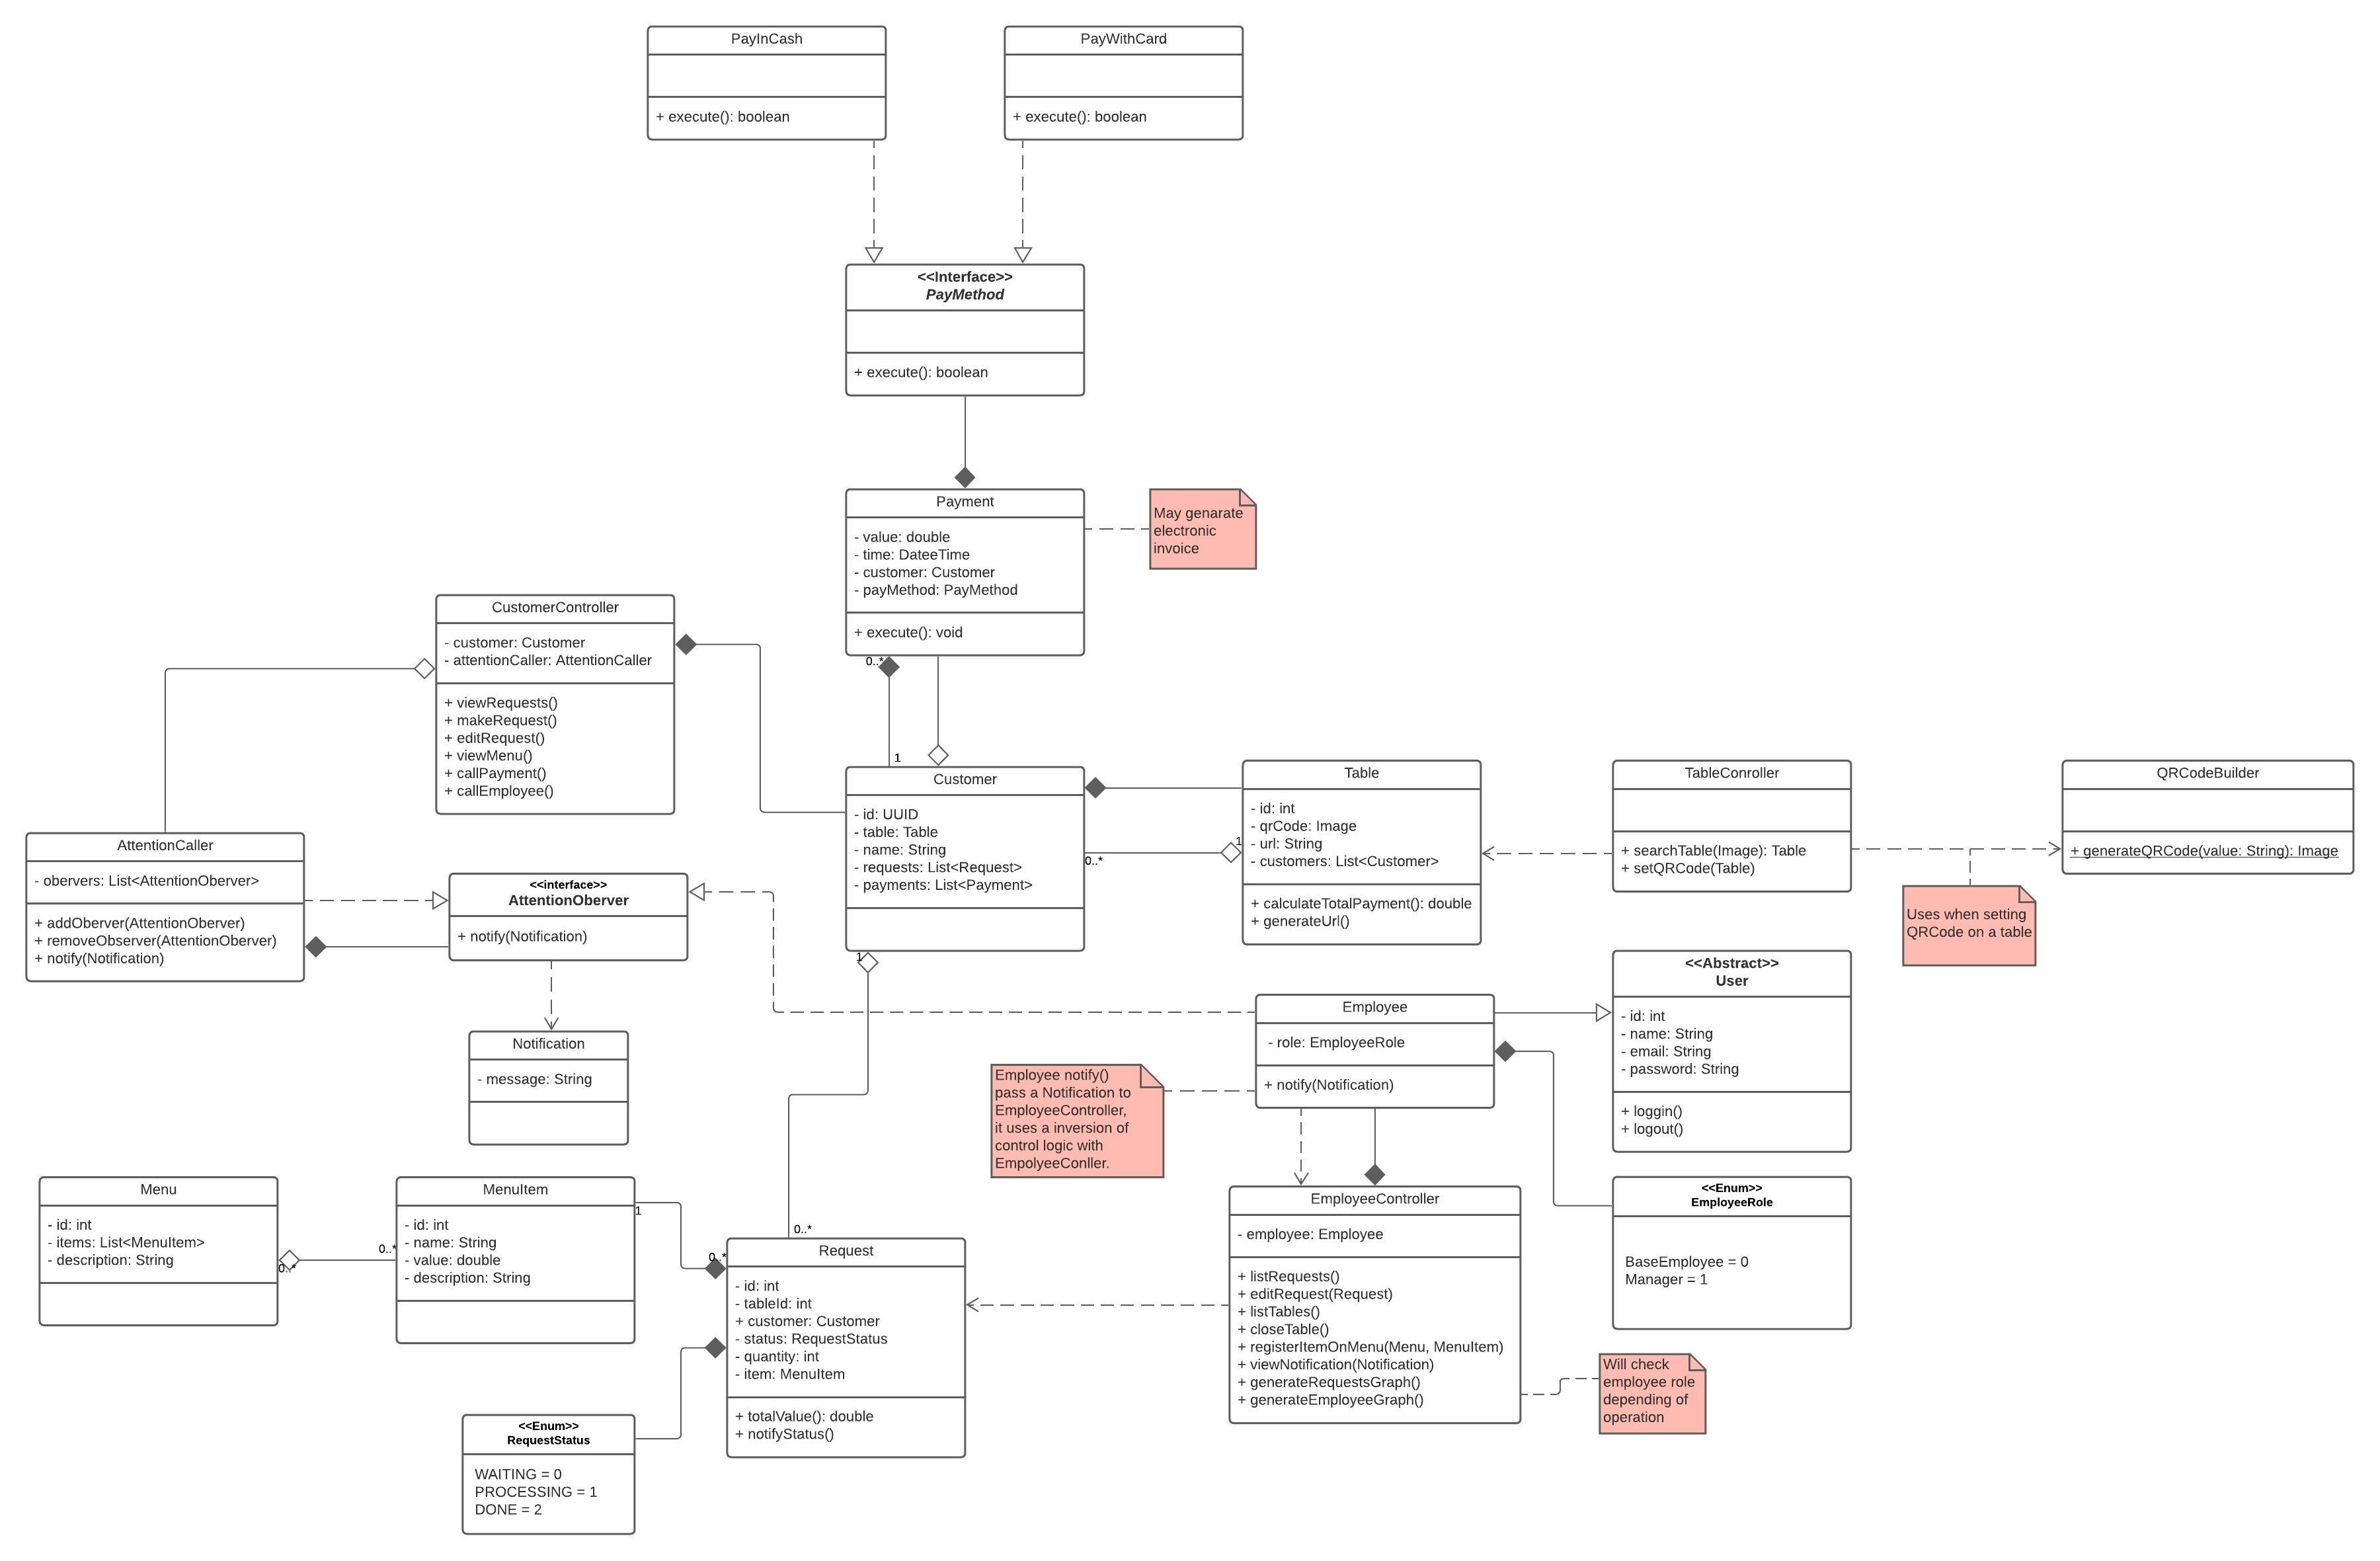 PayInCash
+ execute(): boolean
PayWithCard
+ execute(): boolean
<<Interface>>
PayMethod
+ execute(): boolean
Payment
- value: double
- time: DateeTime
- customer: Customer
- payMethod: PayMethod
+ execute(): void
May genarate
electronic
invoice
CustomerController
- customer: Customer
- attentionCaller: AttentionCaller
+ viewRequests()
+ makeRequest()
+ editRequest()
+ viewMenu()
+ callPayment()
+ callEmployee()
0..*
1
Customer
- id: UUID
- table: Table
- name: String
- requests: List<Request>
- payments: List<Payment>
0..*
1
Table
- id: int
- qrCode: Image
- url: String
- customers: List<Customer>
+ calculateTotalPayment(): double
+ generateUrl()
TableConroller
+ searchTable(Image): Table
+ setQRCode(Table)
QRCodeBuilder
+ generateQRCode(value: String): Image
Uses when setting
QRCode on a table
AttentionCaller
- obervers: List<AttentionOberver>
+ addOberver(AttentionOberver)
+ removeObserver(AttentionOberver)
+ notify(Notification)
<<interface>>
AttentionOberver
+ notify(Notification)
1
Notification
- message: String
Employee
- role: EmployeeRole
+ notify(Notification)
<<Abstract>>
User
- id: int
- name: String
- email: String
- password: String
+ loggin()
+ logout()
Employee notify()
pass a Notification to
EmployeeController,
it uses a inversion of
control logic with
EmpolyeeConller.
Menu
- id: int
- items: List<MenuItem>
- description: String
0..*
0..*
MenuItem
- id: int
- name: String
- value: double
- description: String
1
0..*
0..*
Request
- id: int
- tableId: int
+ customer: Customer
- status: RequestStatus
- quantity: int
- item: MenuItem
+ totalValue(): double
+ notifyStatus()
EmployeeController
- employee: Employee
+ listRequests()
+ editRequest(Request)
+ listTables()
+ closeTable()
+ registerItemOnMenu(Menu, MenuItem)
+ viewNotification(Notification)
+ generateRequestsGraph()
+ generateEmployeeGraph()
<<Enum>>
EmployeeRole
BaseEmployee = 0
Manager = 1
Will check
employee role
depending of
operation
<<Enum>>
RequestStatus
WAITING = 0
PROCESSING = 1
DONE = 2